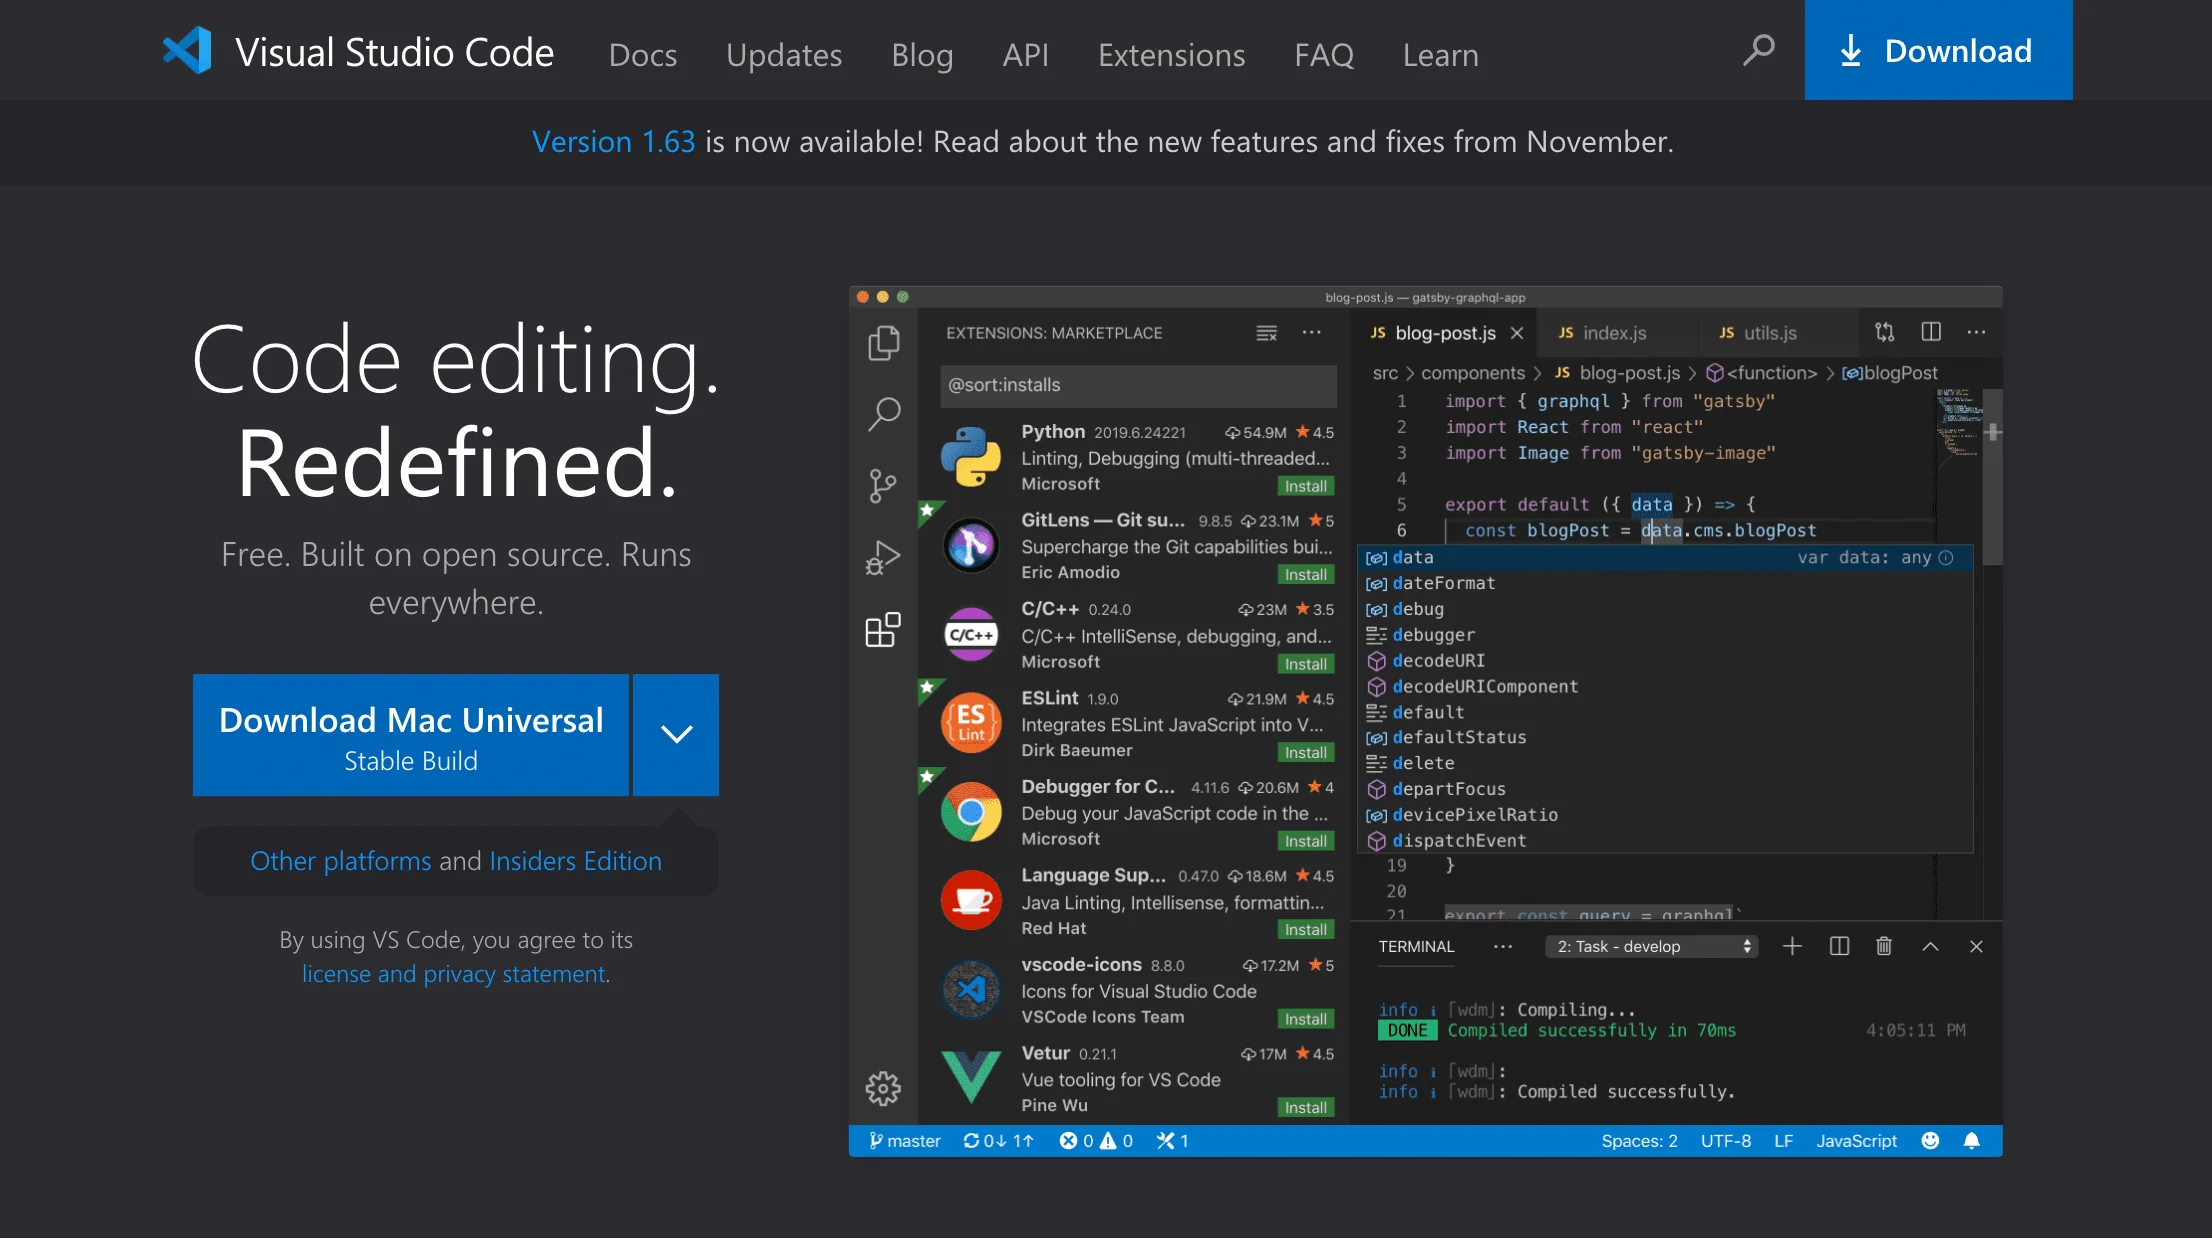 Visual Studio Code Docs Updates Blog API Extensions FAQ Learn Download
Version 1.63 is now available! Read about the new features and fixes from November.
Code editing.
Redefined.
Free. Built on open source. Runs
everywhere.
Download Mac Universal
Stable Build
Other platforms and Insiders Edition
By using VS Code, you agree to its
license and privacy statement.
blog-post.js — gatsby-graphql-app
EXTENSIONS: MARKETPLACE
@sort:installs
Python 2019.6.24221 54.9M 4.5
Linting, Debugging (multi-threaded...
Microsoft Install
GitLens — Git su... 9.8.5 23.1M 5
Supercharge the Git capabilities bui...
Eric Amodio Install
C/C++
C/C++ 0.24.0 23M 3.5
C/C++ IntelliSense, debugging, and...
Microsoft Install
ES
Lint
ESLint 1.9.0 21.9M 4.5
Integrates ESLint JavaScript into V...
Dirk Baeumer Install
Debugger for C... 4.11.6 20.6M 4
Debug your JavaScript code in the ...
Microsoft Install
Language Sup... 0.47.0 18.6M 4.5
Java Linting, Intellisense, formattin...
Red Hat Install
vscode-icons 8.8.0 17.2M 5
Icons for Visual Studio Code
VSCode Icons Team Install
Vetur 0.21.1 17M 4.5
Vue tooling for VS Code
Pine Wu Install
JS blog-post.js JS index.js JS utils.js
src > components > JS blog-post.js > <function> > blogPost
1 import { graphql } from "gatsby"
2 import React from "react"
3 import Image from "gatsby-image"
4
5 export default ({ data }) => {
6 const blogPost = data.cms.blogPost
data var data: any
dateFormat
debug
debugger
decodeURI
decodeURIComponent
default
defaultStatus
delete
departFocus
devicePixelRatio
dispatchEvent
19 }
20
21 export const query = graphql`
TERMINAL ... 2: Task - develop
info i ｢wdm｣: Compiling...
DONE Compiled successfully in 70ms 4:05:11 PM
info i ｢wdm｣:
info i ｢wdm｣: Compiled successfully.
master 0↓ 1↑ 0 0 1 Spaces: 2 UTF-8 LF JavaScript